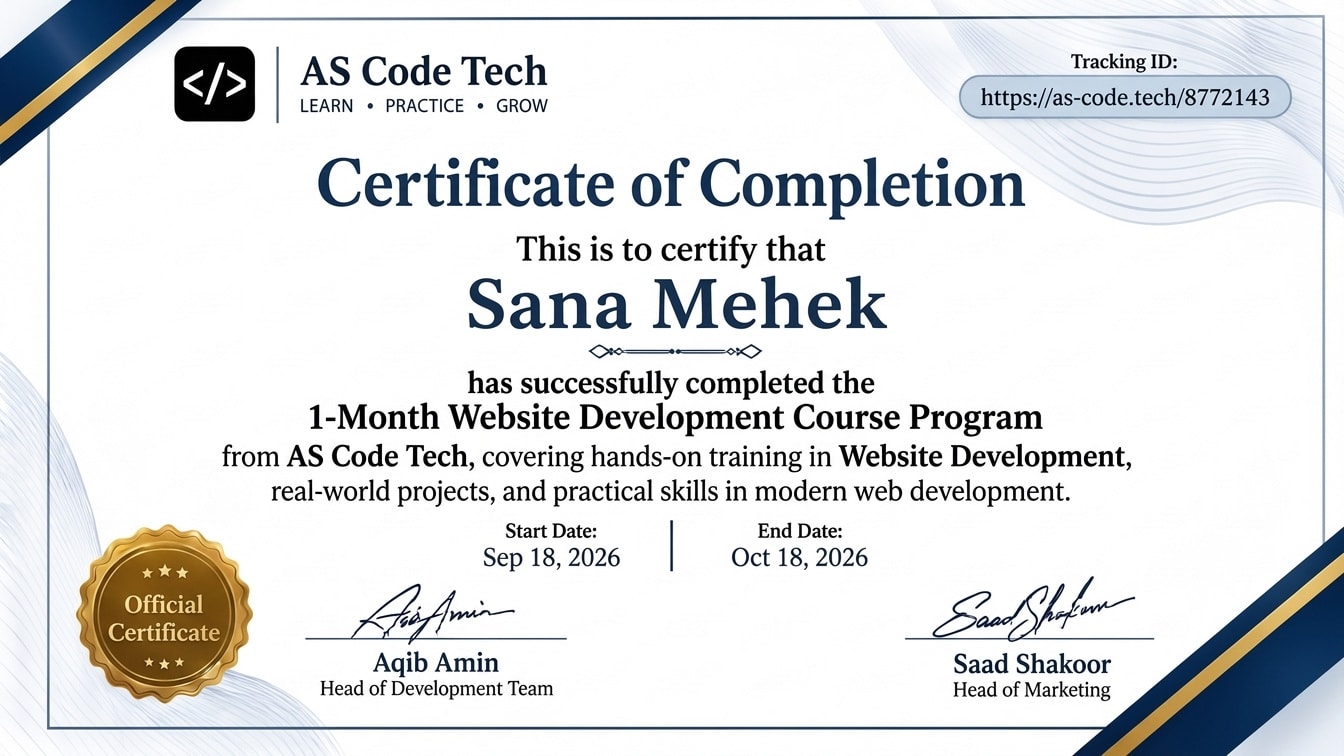 </>
AS Code Tech
LEARN • PRACTICE • GROW
Tracking ID:
https://as-code.tech/8772143
Certificate of Completion
This is to certify that
Sana Mehek
has successfully completed the
1-Month Website Development Course Program
from AS Code Tech, covering hands-on training in Website Development,
real-world projects, and practical skills in modern web development.
Start Date:
Sep 18, 2026
End Date:
Oct 18, 2026
Official
Certificate
Aqib Amin
Head of Development Team
Saad Shakoor
Head of Marketing